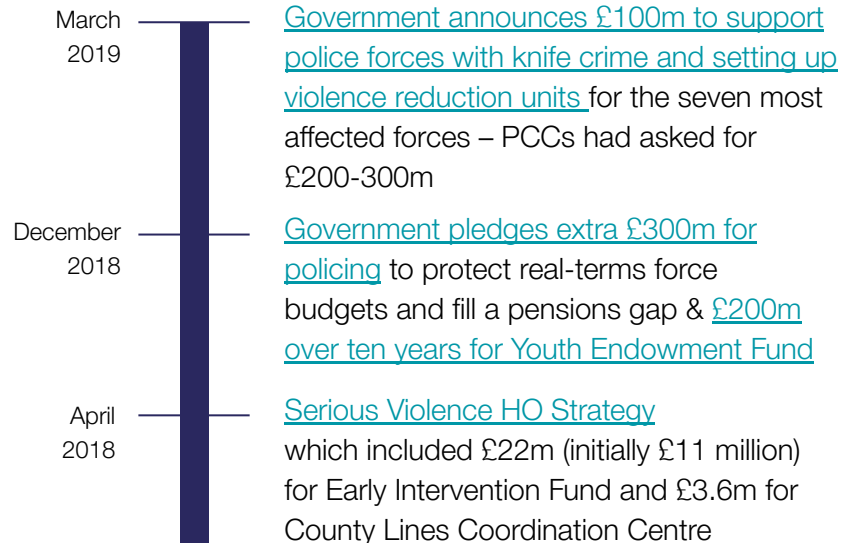 March
2019
Government announces £100m to support
police forces with knife crime and setting up
violence reduction units for the seven most
affected forces – PCCs had asked for
£200-300m
December
2018
Government pledges extra £300m for
policing to protect real-terms force
budgets and fill a pensions gap & £200m
over ten years for Youth Endowment Fund
April
2018
Serious Violence HO Strategy
which included £22m (initially £11 million)
for Early Intervention Fund and £3.6m for
County Lines Coordination Centre